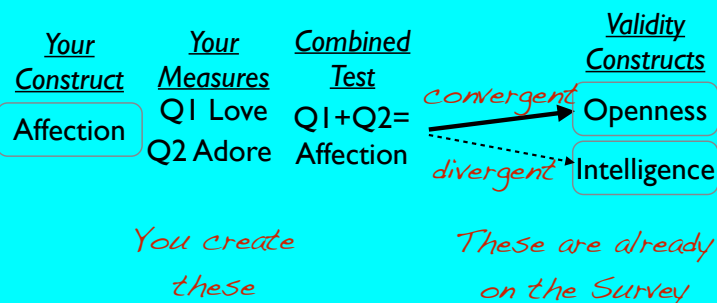 Your
Construct
Affection
Your
Measures
Q1 Love
Q2 Adore
Combined
Test
Q1+Q2=
Affection
convergent
divergent
Validity
Constructs
Openness
Intelligence
You create
these
These are already
on the Survey